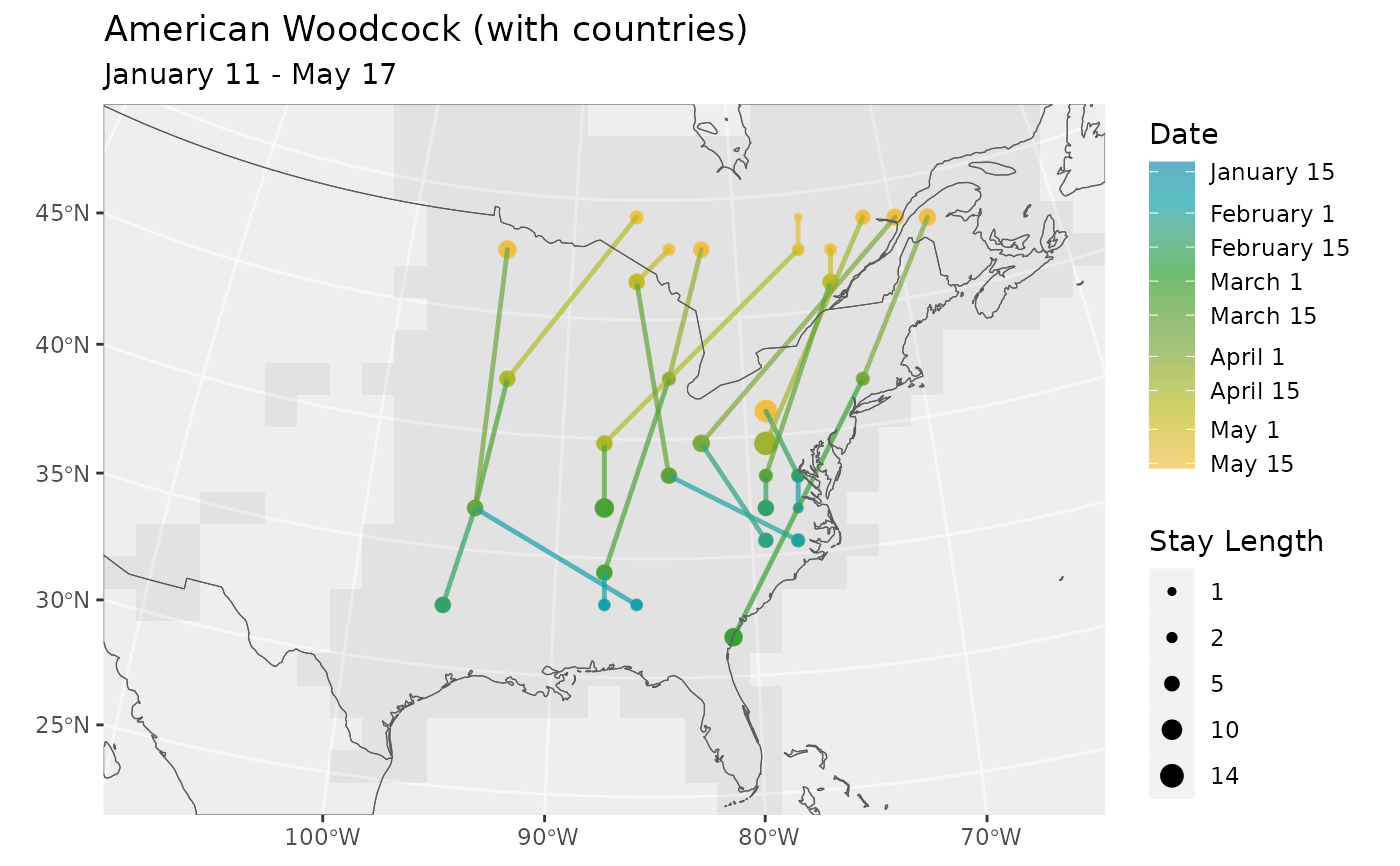 American Woodcock (with countries)
January 11 - May 17
45°N
40°N
35°N
30°N
25°N
100°W
90°W
80°W
70°W
Date
January 15
February 1
February 15
March 1
March 15
April 1
April 15
May 1
May 15
Stay Length
1
2
5
10
14